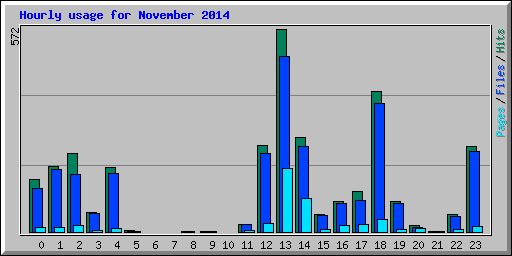 Hourly usage for November 2014
572
Pages/Files/Hits
0 1 2 3 4 5 6 7 8 9 10 11 12 13 14 15 16 17 18 19 20 21 22 23